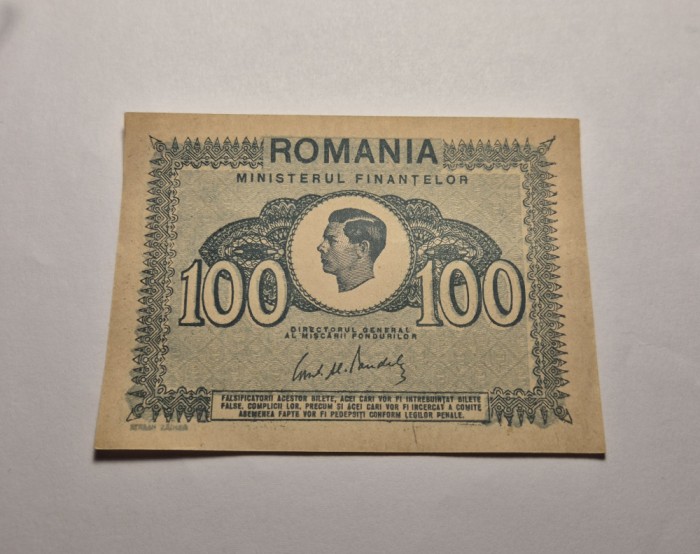 ROMANIA
MINISTERUL FINANȚELOR
100 100
DIRECTORUL GENERAL
AL MIȘCĂRII FONDURILOR
FALSIFICATORII ACESTOR BILETE, ACEI CARI VOR FI INTREBUINȚAT BILETE
FALSE, COMPLICII LOR, PRECUM ȘI ACEI CARI VOR FI INCERCAT A COMITE
ASEMENEA FAPTE VOR FI PEDEPSIȚI CONFORM LEGILOR PENALE.